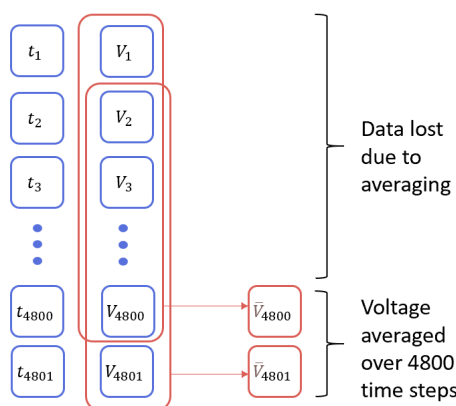 t₁ V₁
t₂ V₂
t₃ V₃
Data lost
due to
averaging
t₄₈₀₀ V₄₈₀₀ V̄₄₈₀₀
t₄₈₀₁ V₄₈₀₁ V̄₄₈₀₁
Voltage
averaged
over 4800
time steps